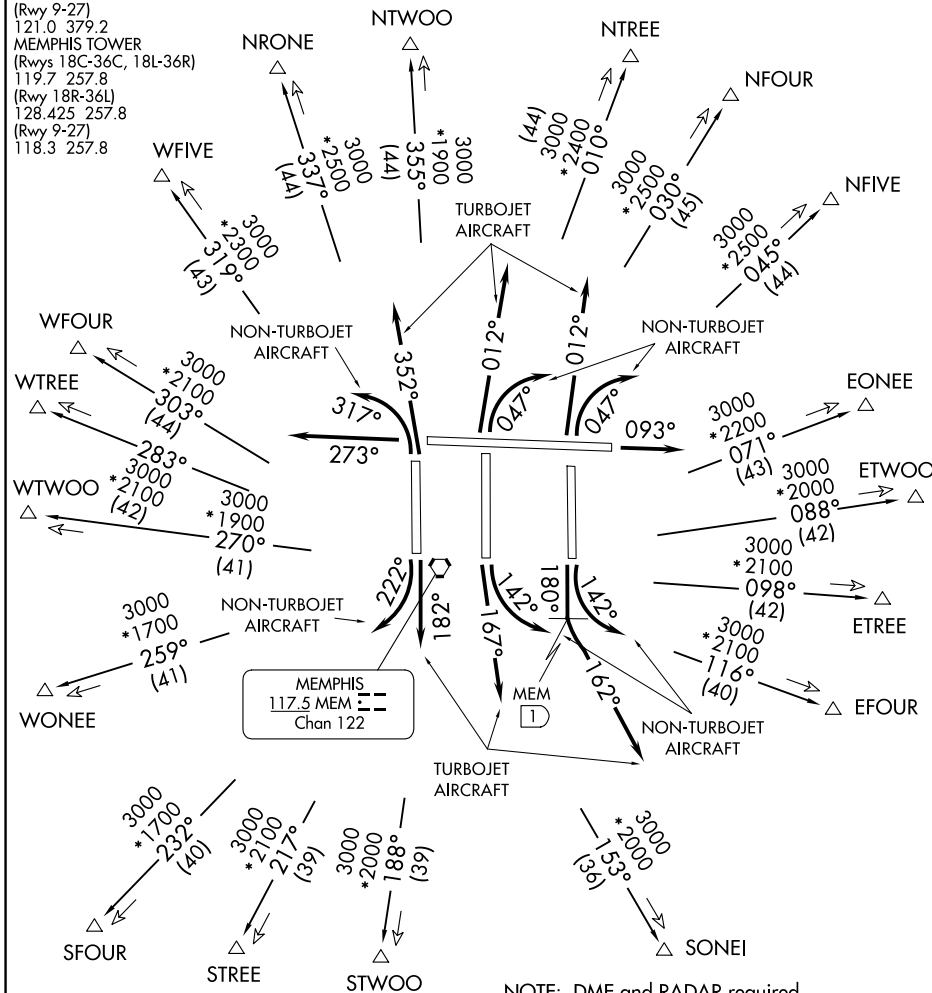 (Rwy 9-27)
121.0 379.2
MEMPHIS TOWER
(Rwys 18C-36C, 18L-36R)
119.7 257.8
(Rwy 18R-36L)
128.425 257.8
(Rwy 9-27)
118.3 257.8
NTWOO
3000
*1900
355°
(44)
NRONE
3000
*2500
337°
(44)
NTREE
3000
*2400
010°
(44)
NFOUR
3000
*2500
030°
(45)
NFIVE
3000
*2500
045°
(44)
WFIVE
3000
*2300
319°
(43)
WFOUR
3000
*2100
303°
(44)
WTREE
283°
3000
*2100
(42)
WTWOO
3000
*1900
270°
(41)
TURBOJET
AIRCRAFT
NON-TURBOJET
AIRCRAFT
NON-TURBOJET
AIRCRAFT
352°
012°
012°
317°
047°
047°
273°
093°
EONEE
3000
*2200
071°
(43)
ETWOO
3000
*2000
088°
(42)
3000
*2100
098°
(42)
ETREE
3000
*2100
116°
(40)
EFOUR
222°
182°
167°
142°
180°
142°
162°
NON-TURBOJET
AIRCRAFT
3000
*1700
259°
(41)
WONEE
MEMPHIS
117.5 MEM
Chan 122
MEM
1
NON-TURBOJET
AIRCRAFT
TURBOJET
AIRCRAFT
3000
*1700
232°
(40)
SFOUR
3000
*2100
217°
(39)
STREE
3000
*2000
188°
(39)
STWOO
3000
*2000
153°
(36)
SONEI
NOTE: DME and RADAR required